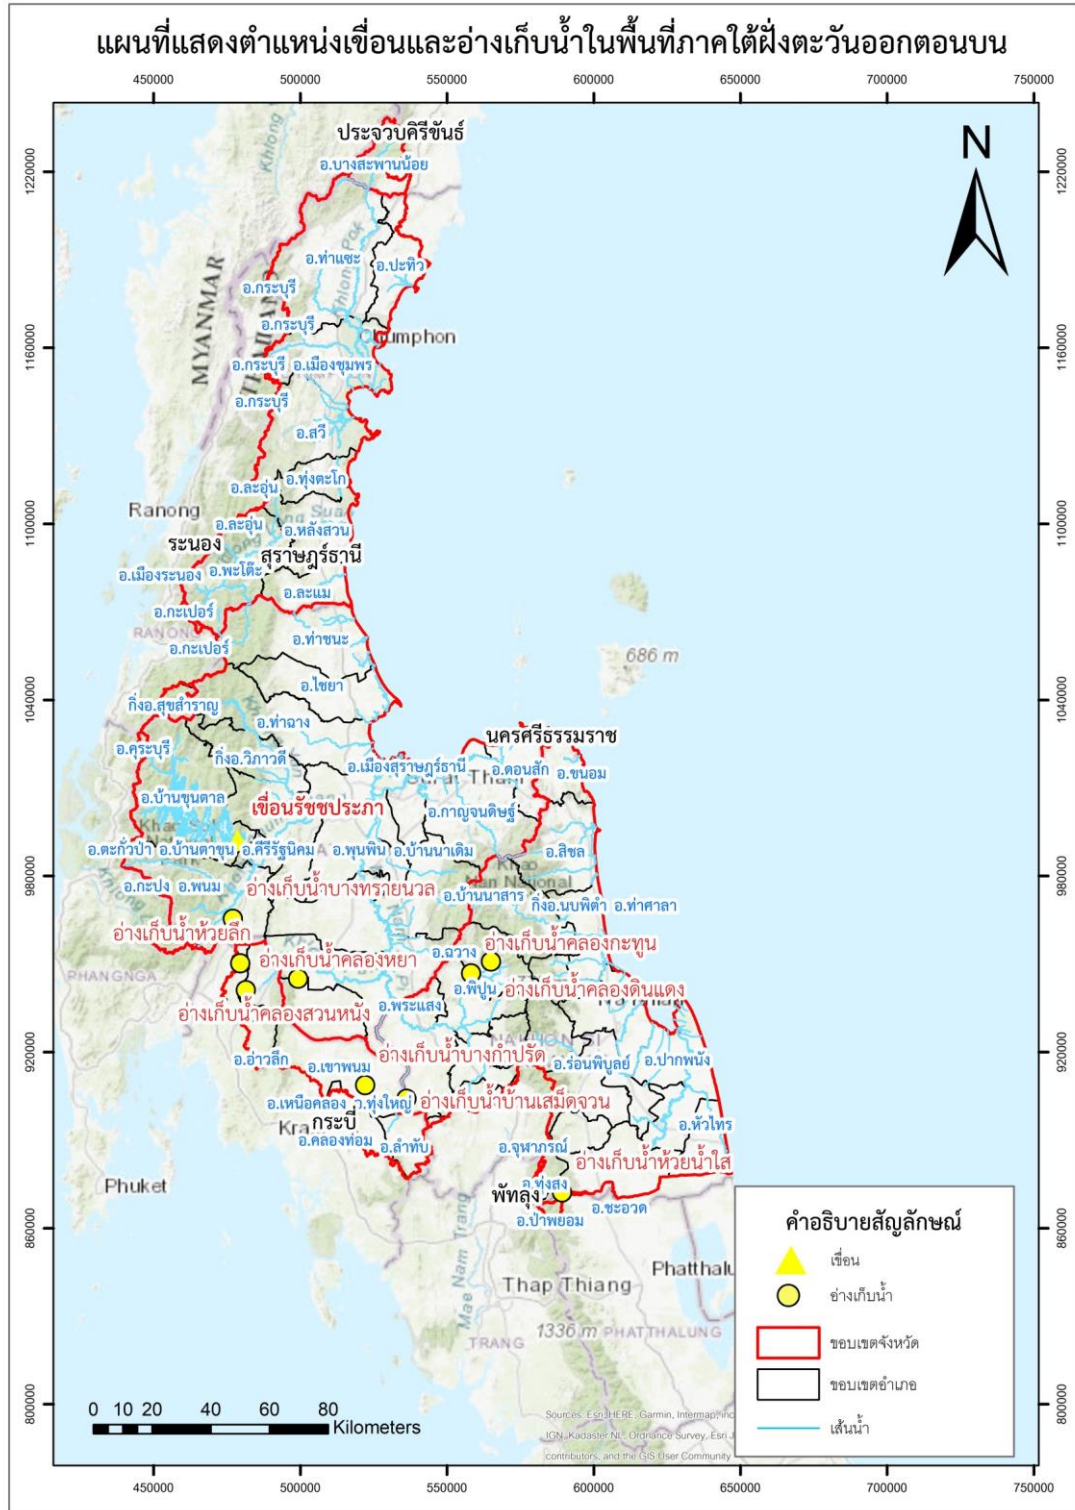 แผนที่แสดงตำแหน่งเขื่อนและอ่างเก็บน้ำในพื้นที่ภาคใต้ฝั่งตะวันออกตอนบน
450000 500000 550000 600000 650000 700000 750000
ประจวบคีรีขันธ์
N
อ.บางสะพานน้อย
1220000 1220000
อ.ท่าแซะ
อ.ปะทิว
อ.กระบุรี
MYANMAR
อ.กระบุรี
Chumphon
1160000 1160000
อ.กระบุรี อ.เมืองชุมพร
อ.กระบุรี
อ.สวี
อ.ทุ่งตะโก
อ.ละอุ่น
Ranong
1100000 1100000
อ.ละอุ่น อ.หลังสวน
ระนอง
สุราษฎร์ธานี
อ.เมืองระนอง อ.พะโต๊ะ
อ.ละแม
อ.กะเปอร์
RANONG
อ.กะเปอร์
อ.ท่าชนะ
686 m
อ.ไชยา
1040000 1040000
กิ่งอ.สุขสำราญ
อ.ท่าฉาง
นครศรีธรรมราช
อ.คุระบุรี
กิ่งอ.วิภาวดี
อ.เมืองสุราษฎร์ธานี อ.ดอนสัก อ.ขนอม
อ.บ้านขุนตาล
เขื่อนรัชชประภา
อ.กาญจนดิษฐ์
อ.ตะกั่วป่า อ.บ้านตาขุน อ.คีรีรัฐนิคม อ.พุนพิน อ.บ้านนาเดิม อ.สิชล
980000 980000
อ.กะปง อ.พนม
อ่างเก็บน้ำบางทรายนวล
อ.บ้านนาสาร
กิ่งอ.นบพิตำ อ.ท่าศาลา
อ่างเก็บน้ำห้วยลึก
อ.ฉวาง
อ่างเก็บน้ำคลองกะทูน
อ่างเก็บน้ำคลองหยา
PHANGNGA
อ.พิปูน
อ่างเก็บน้ำคลองดินแดง
อ.พระแสง
อ่างเก็บน้ำคลองสวนหนัง
920000 920000
อ.อ่าวลึก
อ.เขาพนม
อ่างเก็บน้ำบางกำปรัด
อ.ร่อนพิบูลย์
อ.ปากพนัง
อ.เหนือคลอง อ.ทุ่งใหญ่
อ่างเก็บน้ำบ้านเสม็ดจวน
กระบี่
อ.หัวไทร
อ.คลองท่อม อ.ลำทับ อ.จุฬาภรณ์
อ่างเก็บน้ำห้วยน้ำใส
Phuket
พัทลุง
อ.ทุ่งสง
อ.ชะอวด
อ.ป่าพยอม
860000 860000
Mae Nam Trang
Thap Thiang
TRANG
1336 m PHATTHALUNG
800000 800000
คำอธิบายสัญลักษณ์
เขื่อน
อ่างเก็บน้ำ
ขอบเขตจังหวัด
ขอบเขตอำเภอ
เส้นน้ำ
0 10 20 40 60 80
Kilometers
Sources: Esri, HERE, Garmin, Intermap, inc
IGN, Kadaster NL, Ordnance Survey, Esri J
contributors, and the GIS User Community
450000 500000 550000 600000 650000 700000 750000